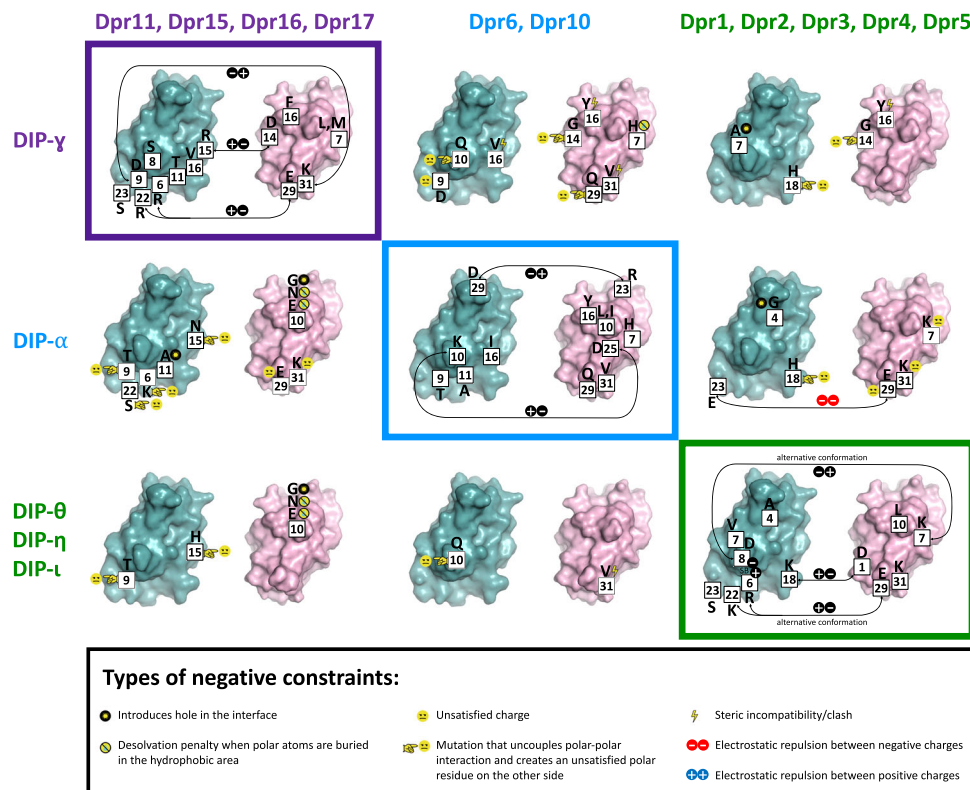 Dpr11, Dpr15, Dpr16, Dpr17
Dpr6, Dpr10
Dpr1, Dpr2, Dpr3, Dpr4, Dpr5
DIP-ɣ
F
16
D
14
L,M
7
R
15
S
8
T
11
V
16
D
9
6
R
23
S
22
R
E
29
K
31
Y
16
G
14
H
7
Q
10
V
16
9
D
Q
29
V
31
A
7
H
18
Y
16
G
14
DIP-α
N
15
T
9
A
11
6
K
22
S
G
N
E
10
E
29
K
31
D
29
R
23
Y
16
L,I
10
H
7
D 25
K
10
I
16
9
T
11
A
Q
29
V
31
G
4
H
18
23
E
K
7
K
31
E
29
DIP-θ
DIP-η
DIP-ι
H
15
T
9
G
N
E
10
Q
10
V
31
alternative conformation
A
4
V
7
D
8
SB
6
R
K
18
23
S
22
K
L
10
K
7
D
1
E
29
K
31
alternative conformation
Types of negative constraints:
Introduces hole in the interface
Desolvation penalty when polar atoms are buried
in the hydrophobic area
Unsatisfied charge
Mutation that uncouples polar-polar
interaction and creates an unsatisfied polar
residue on the other side
Steric incompatibility/clash
Electrostatic repulsion between negative charges
Electrostatic repulsion between positive charges